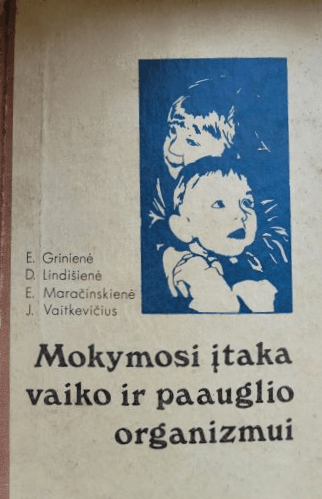 E. Grinienė
D. Lindišienė
E. Maračinskienė
J. Vaitkevičius
Mokymosi įtaka
vaiko ir paauglio
organizmui